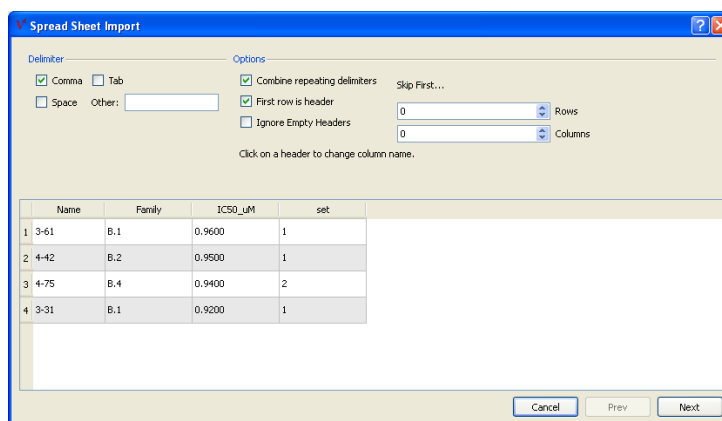 Spread Sheet Import
Delimiter
Comma Tab
Space Other:
Options
Combine repeating delimiters
First row is header
Ignore Empty Headers
Skip First...
0 Rows
0 Columns
Click on a header to change column name.
Name Family IC50_uM set
1 3-61 B.1 0.9600 1
2 4-42 B.2 0.9500 1
3 4-75 B.4 0.9400 2
4 3-31 B.1 0.9200 1
Cancel Prev Next